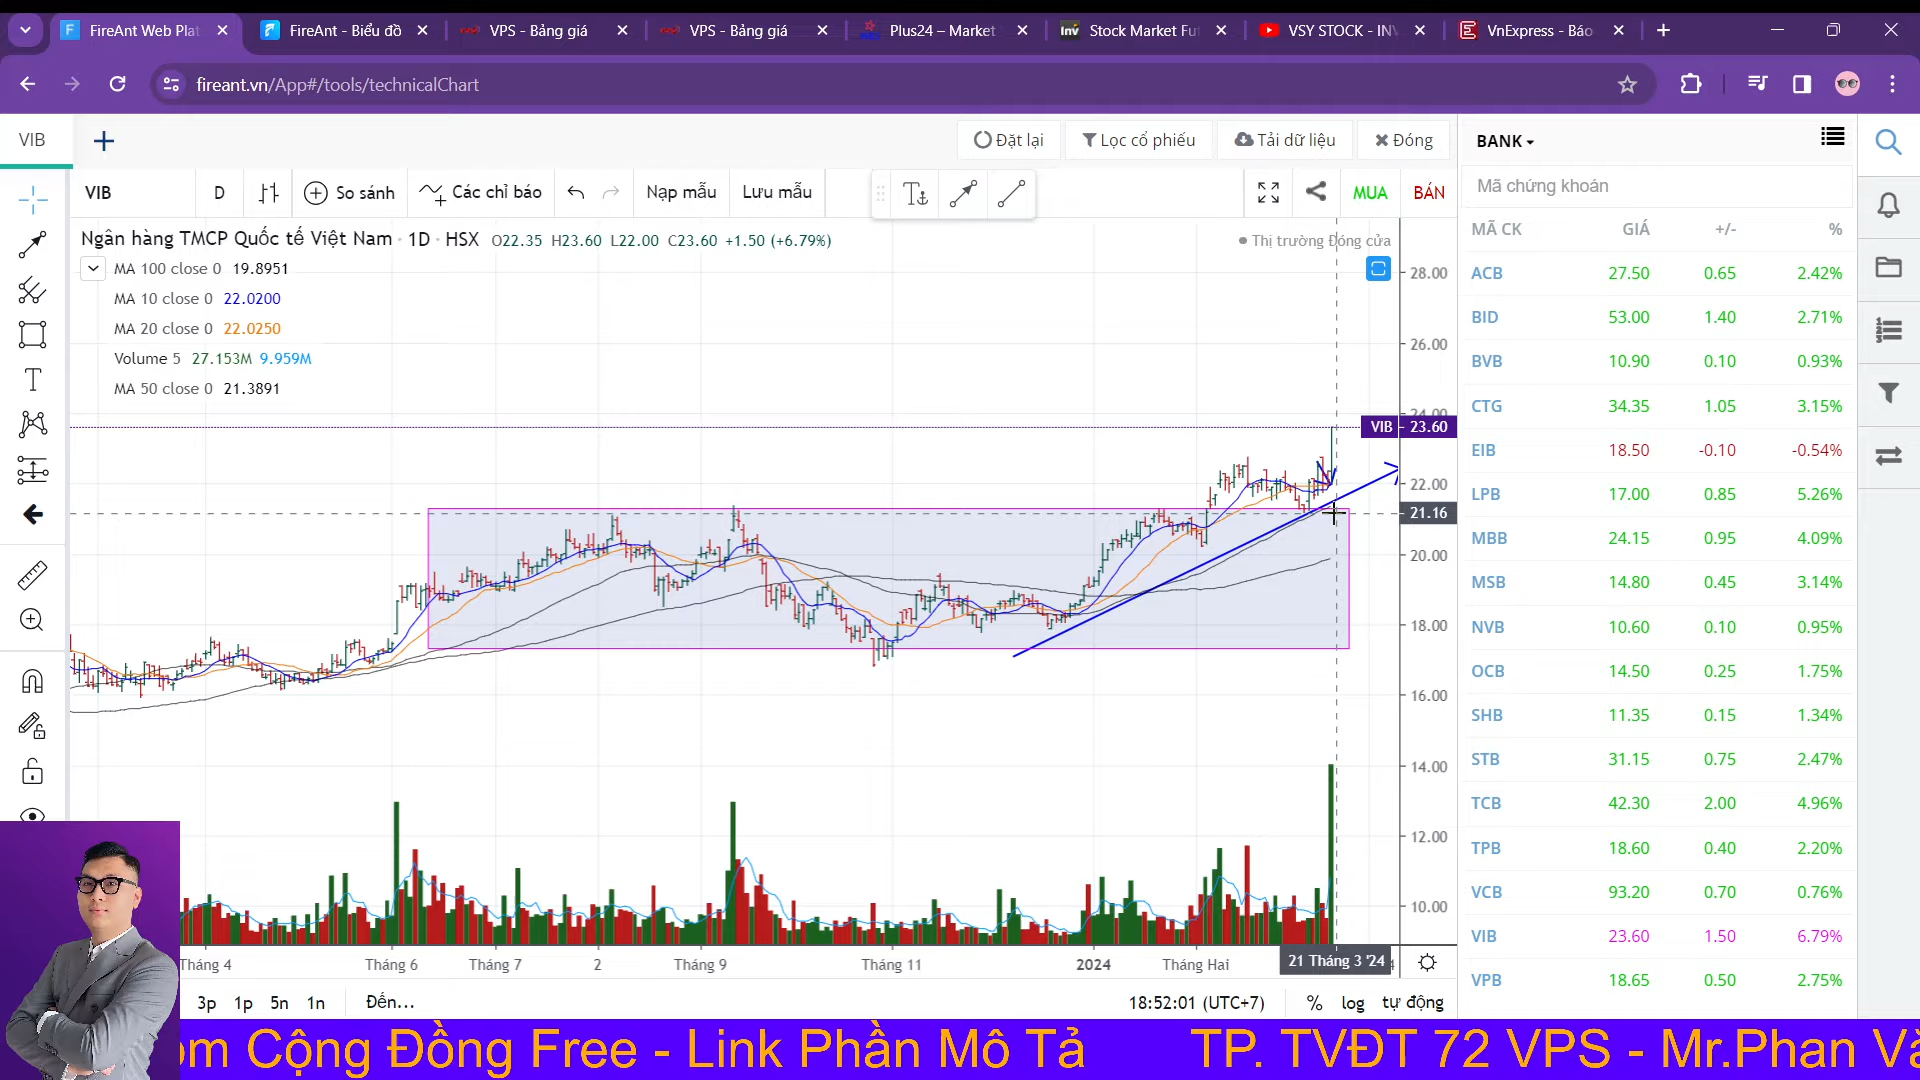 FireAnt Web Plat
FireAnt - Biểu đồ
VPS - Bảng giá
VPS - Bảng giá
Plus24 – Market
Inv Stock Market Fut
VSY STOCK - INV
VnExpress - Báo
fireant.vn/App#/tools/technicalChart
VIB
Đặt lại
Lọc cổ phiếu
Tải dữ liệu
Đóng
BANK
VIB
D
So sánh
Các chỉ báo
Nạp mẫu
Lưu mẫu
MUA
BÁN
Mã chứng khoán
Ngân hàng TMCP Quốc tế Việt Nam · 1D · HSX O22.35 H23.60 L22.00 C23.60 +1.50 (+6.79%)
Thị trường Đóng cửa
MA 100 close 0 19.8951
MA 10 close 0 22.0200
MA 20 close 0 22.0250
Volume 5 27.153M 9.959M
MA 50 close 0 21.3891
28.00
26.00
24.00
VIB 23.60
22.00
21.16
20.00
18.00
16.00
14.00
12.00
10.00
MÃ CK GIÁ +/- %
ACB 27.50 0.65 2.42%
BID 53.00 1.40 2.71%
BVB 10.90 0.10 0.93%
CTG 34.35 1.05 3.15%
EIB 18.50 -0.10 -0.54%
LPB 17.00 0.85 5.26%
MBB 24.15 0.95 4.09%
MSB 14.80 0.45 3.14%
NVB 10.60 0.10 0.95%
OCB 14.50 0.25 1.75%
SHB 11.35 0.15 1.34%
STB 31.15 0.75 2.47%
TCB 42.30 2.00 4.96%
TPB 18.60 0.40 2.20%
VCB 93.20 0.70 0.76%
VIB 23.60 1.50 6.79%
VPB 18.65 0.50 2.75%
Tháng 4 Tháng 6 Tháng 7 2 Tháng 9 Tháng 11 2024 Tháng Hai 21 Tháng 3 '24 4
3p 1p 5n 1n Đến...
18:52:01 (UTC+7) % log tự động
om Cộng Đồng Free - Link Phần Mô Tả TP. TVĐT 72 VPS - Mr.Phan Vă